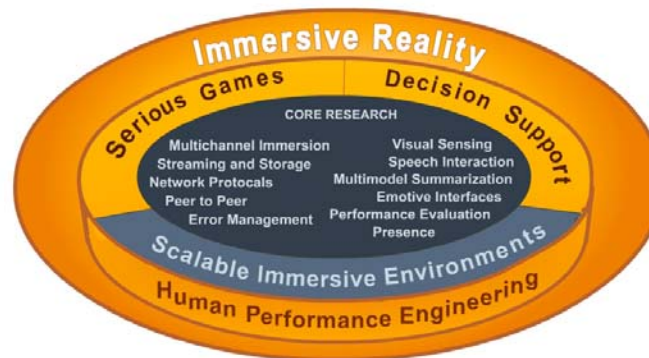 Immersive Reality
Serious Games
Decision Support
CORE RESEARCH
Multichannel Immersion
Streaming and Storage
Network Protocals
Peer to Peer
Error Management
Visual Sensing
Speech Interaction
Multimodel Summarization
Emotive Interfaces
Performance Evaluation
Presence
Scalable Immersive Environments
Human Performance Engineering